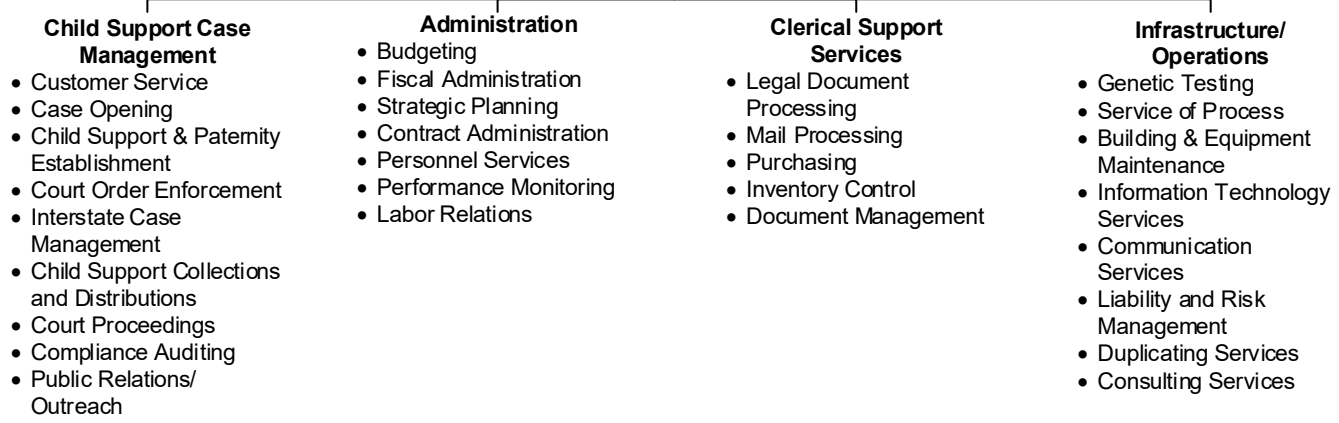 Child Support Case
Management
• Customer Service
• Case Opening
• Child Support & Paternity
Establishment
• Court Order Enforcement
• Interstate Case
Management
• Child Support Collections
and Distributions
• Court Proceedings
• Compliance Auditing
• Public Relations/
Outreach
Administration
• Budgeting
• Fiscal Administration
• Strategic Planning
• Contract Administration
• Personnel Services
• Performance Monitoring
• Labor Relations
Clerical Support
Services
• Legal Document
Processing
• Mail Processing
• Purchasing
• Inventory Control
• Document Management
Infrastructure/
Operations
• Genetic Testing
• Service of Process
• Building & Equipment
Maintenance
• Information Technology
Services
• Communication
Services
• Liability and Risk
Management
• Duplicating Services
• Consulting Services